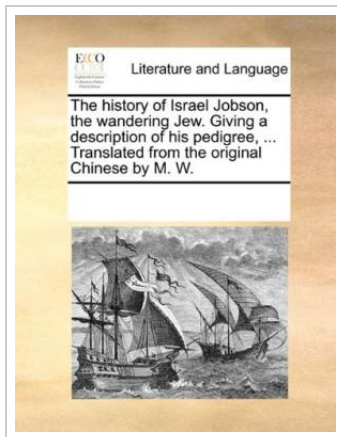 ECCO
Literature and Language
The history of Israel Jobson,
the wandering Jew. Giving a
description of his pedigree, ...
Translated from the original
Chinese by M. W.